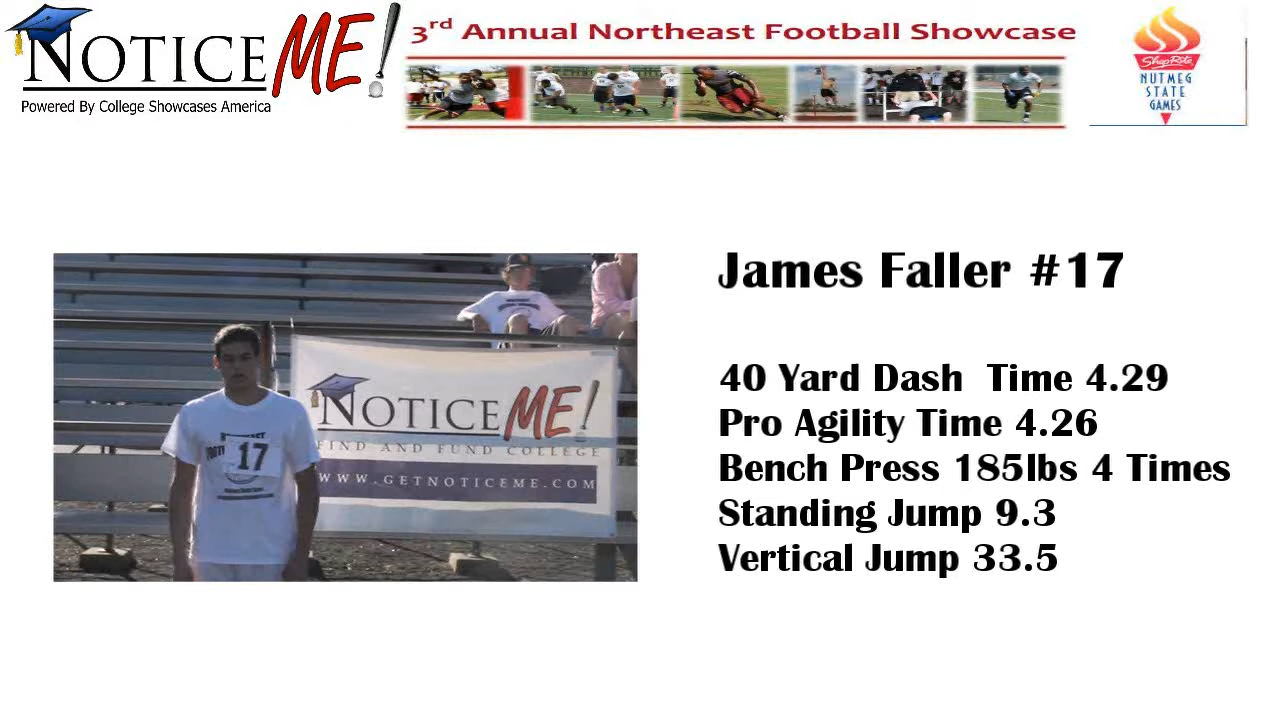 NOTICE ME!
Powered By College Showcases America
3rd Annual Northeast Football Showcase
ShopRite
NUTMEG
STATE
GAMES
James Faller #17
40 Yard Dash Time 4.29
Pro Agility Time 4.26
Bench Press 185lbs 4 Times
Standing Jump 9.3
Vertical Jump 33.5
NOTICE ME!
FIND AND FUND COLLEGE
WWW.GETNOTICEME.COM
17